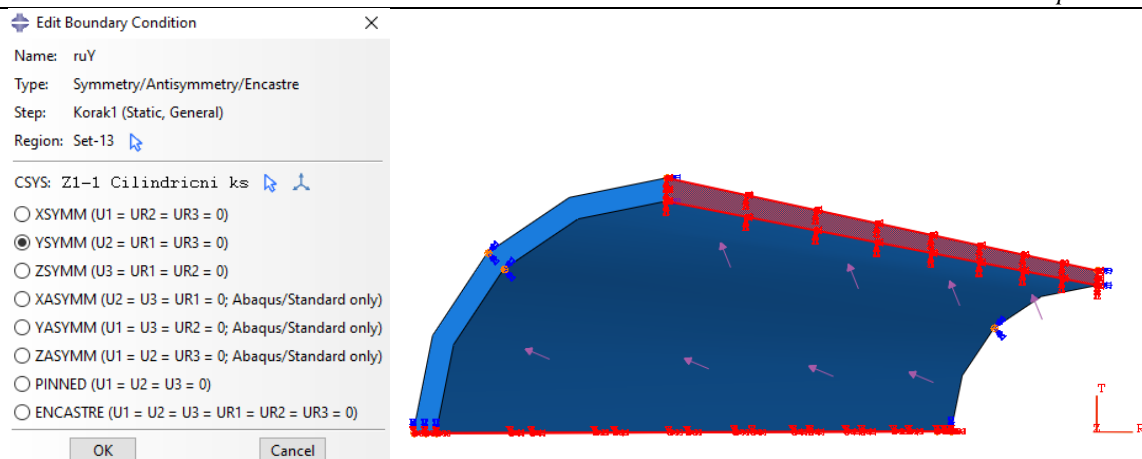 Edit Boundary Condition
Name: ruY
Type: Symmetry/Antisymmetry/Encastre
Step: Korak1 (Static, General)
Region: Set-13
CSYS: Z1-1 Cilindricni ks
XSYMM (U1 = UR2 = UR3 = 0)
YSYMM (U2 = UR1 = UR3 = 0)
ZSYMM (U3 = UR1 = UR2 = 0)
XASYMM (U2 = U3 = UR1 = 0; Abaqus/Standard only)
YASYMM (U1 = U3 = UR2 = 0; Abaqus/Standard only)
ZASYMM (U1 = U2 = UR3 = 0; Abaqus/Standard only)
PINNED (U1 = U2 = U3 = 0)
ENCASTRE (U1 = U2 = U3 = UR1 = UR2 = UR3 = 0)
OK
Cancel
T
Z
R